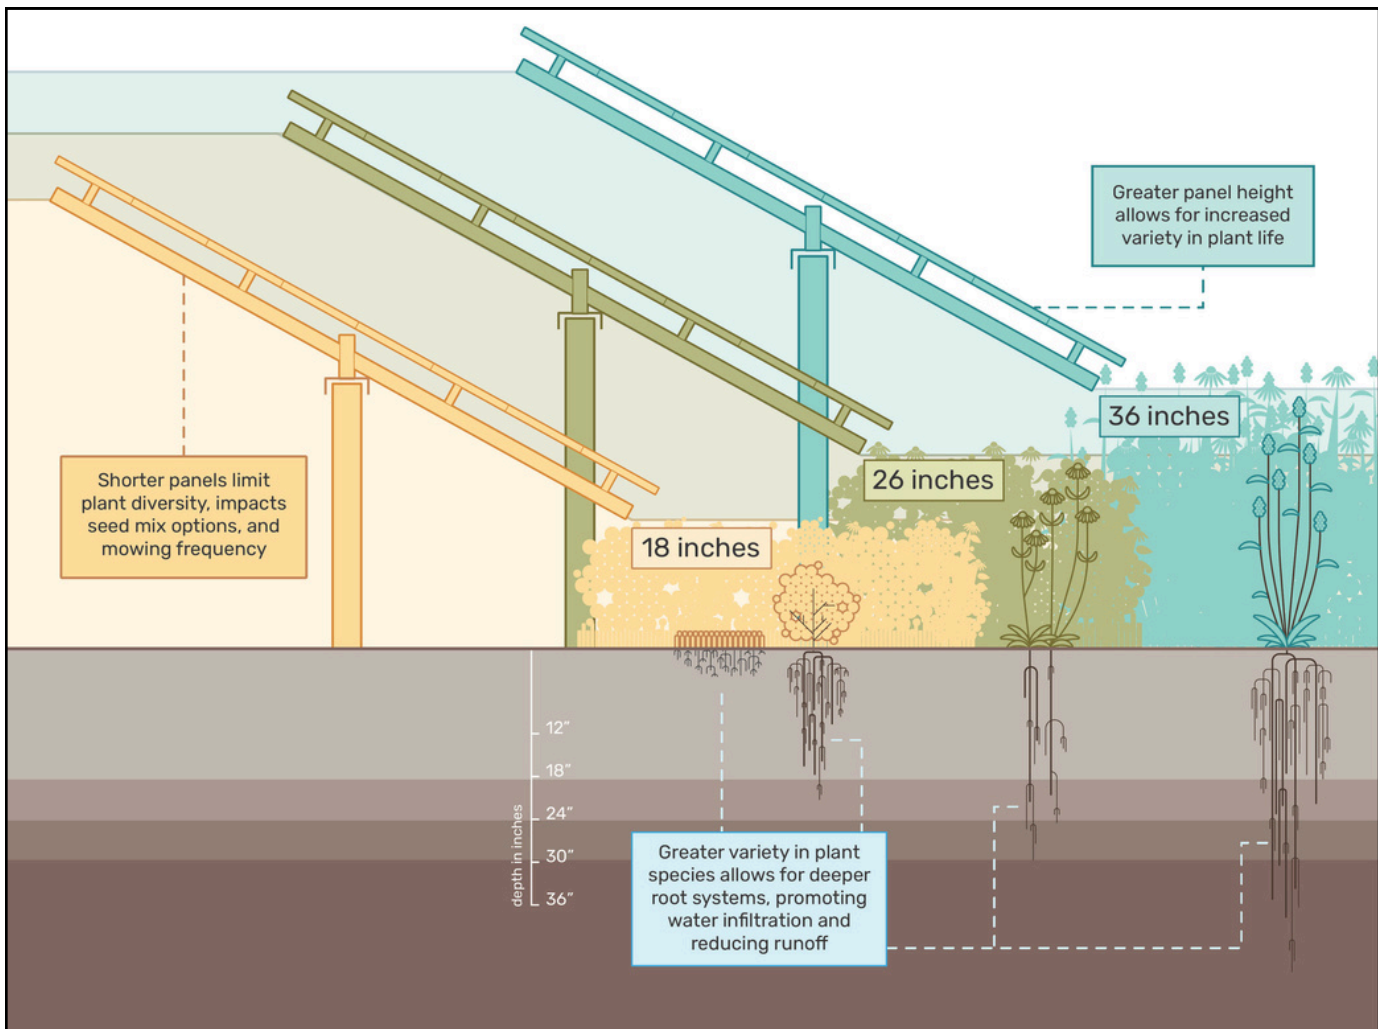 Greater panel height
allows for increased
variety in plant life
36 inches
26 inches
Shorter panels limit
plant diversity, impacts
seed mix options, and
mowing frequency
18 inches
12"
18"
24"
30"
36"
depth in inches
Greater variety in plant
species allows for deeper
root systems, promoting
water infiltration and
reducing runoff